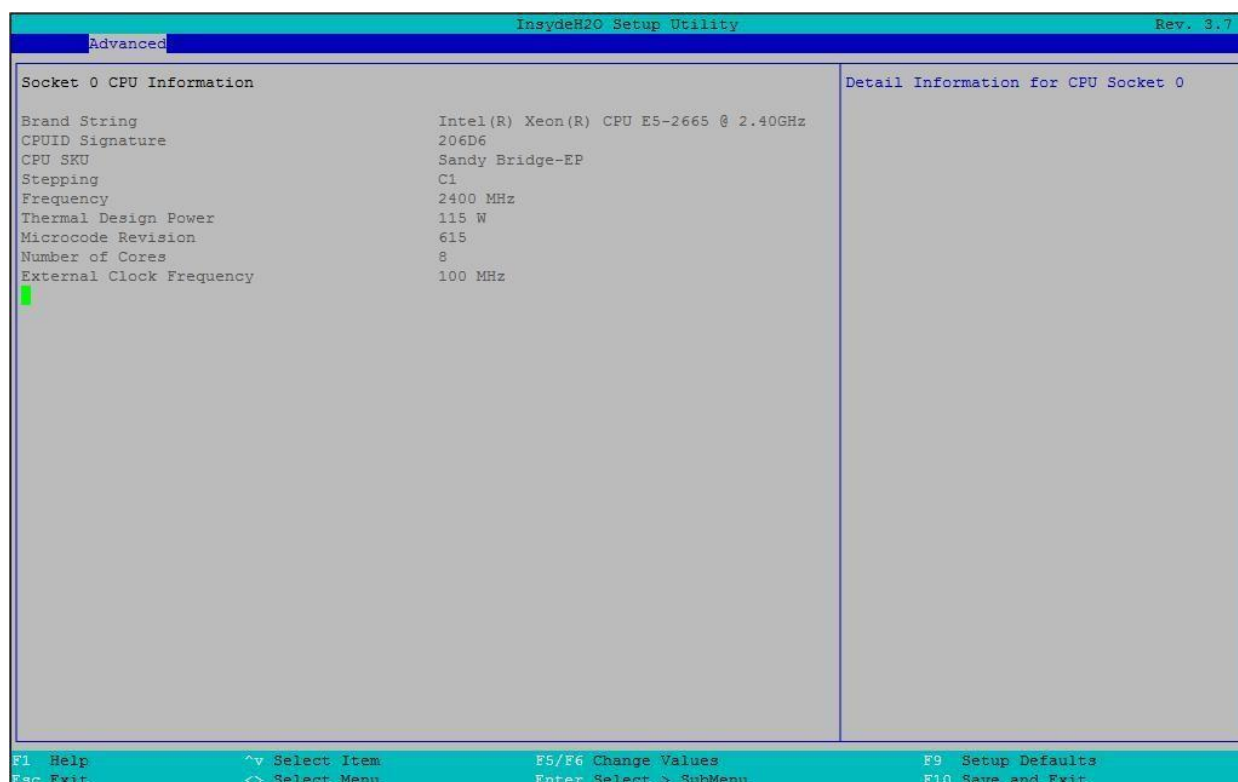 InsydeH2O Setup Utility Rev. 3.7
Advanced
Socket 0 CPU Information Detail Information for CPU Socket 0
Brand String Intel(R) Xeon(R) CPU E5-2665 @ 2.40GHz
CPUID Signature 206D6
CPU SKU Sandy Bridge-EP
Stepping C1
Frequency 2400 MHz
Thermal Design Power 115 W
Microcode Revision 615
Number of Cores 8
External Clock Frequency 100 MHz
F1 Help ^v Select Item F5/F6 Change Values F9 Setup Defaults
Esc Exit <> Select Menu Enter Select > SubMenu F10 Save and Exit